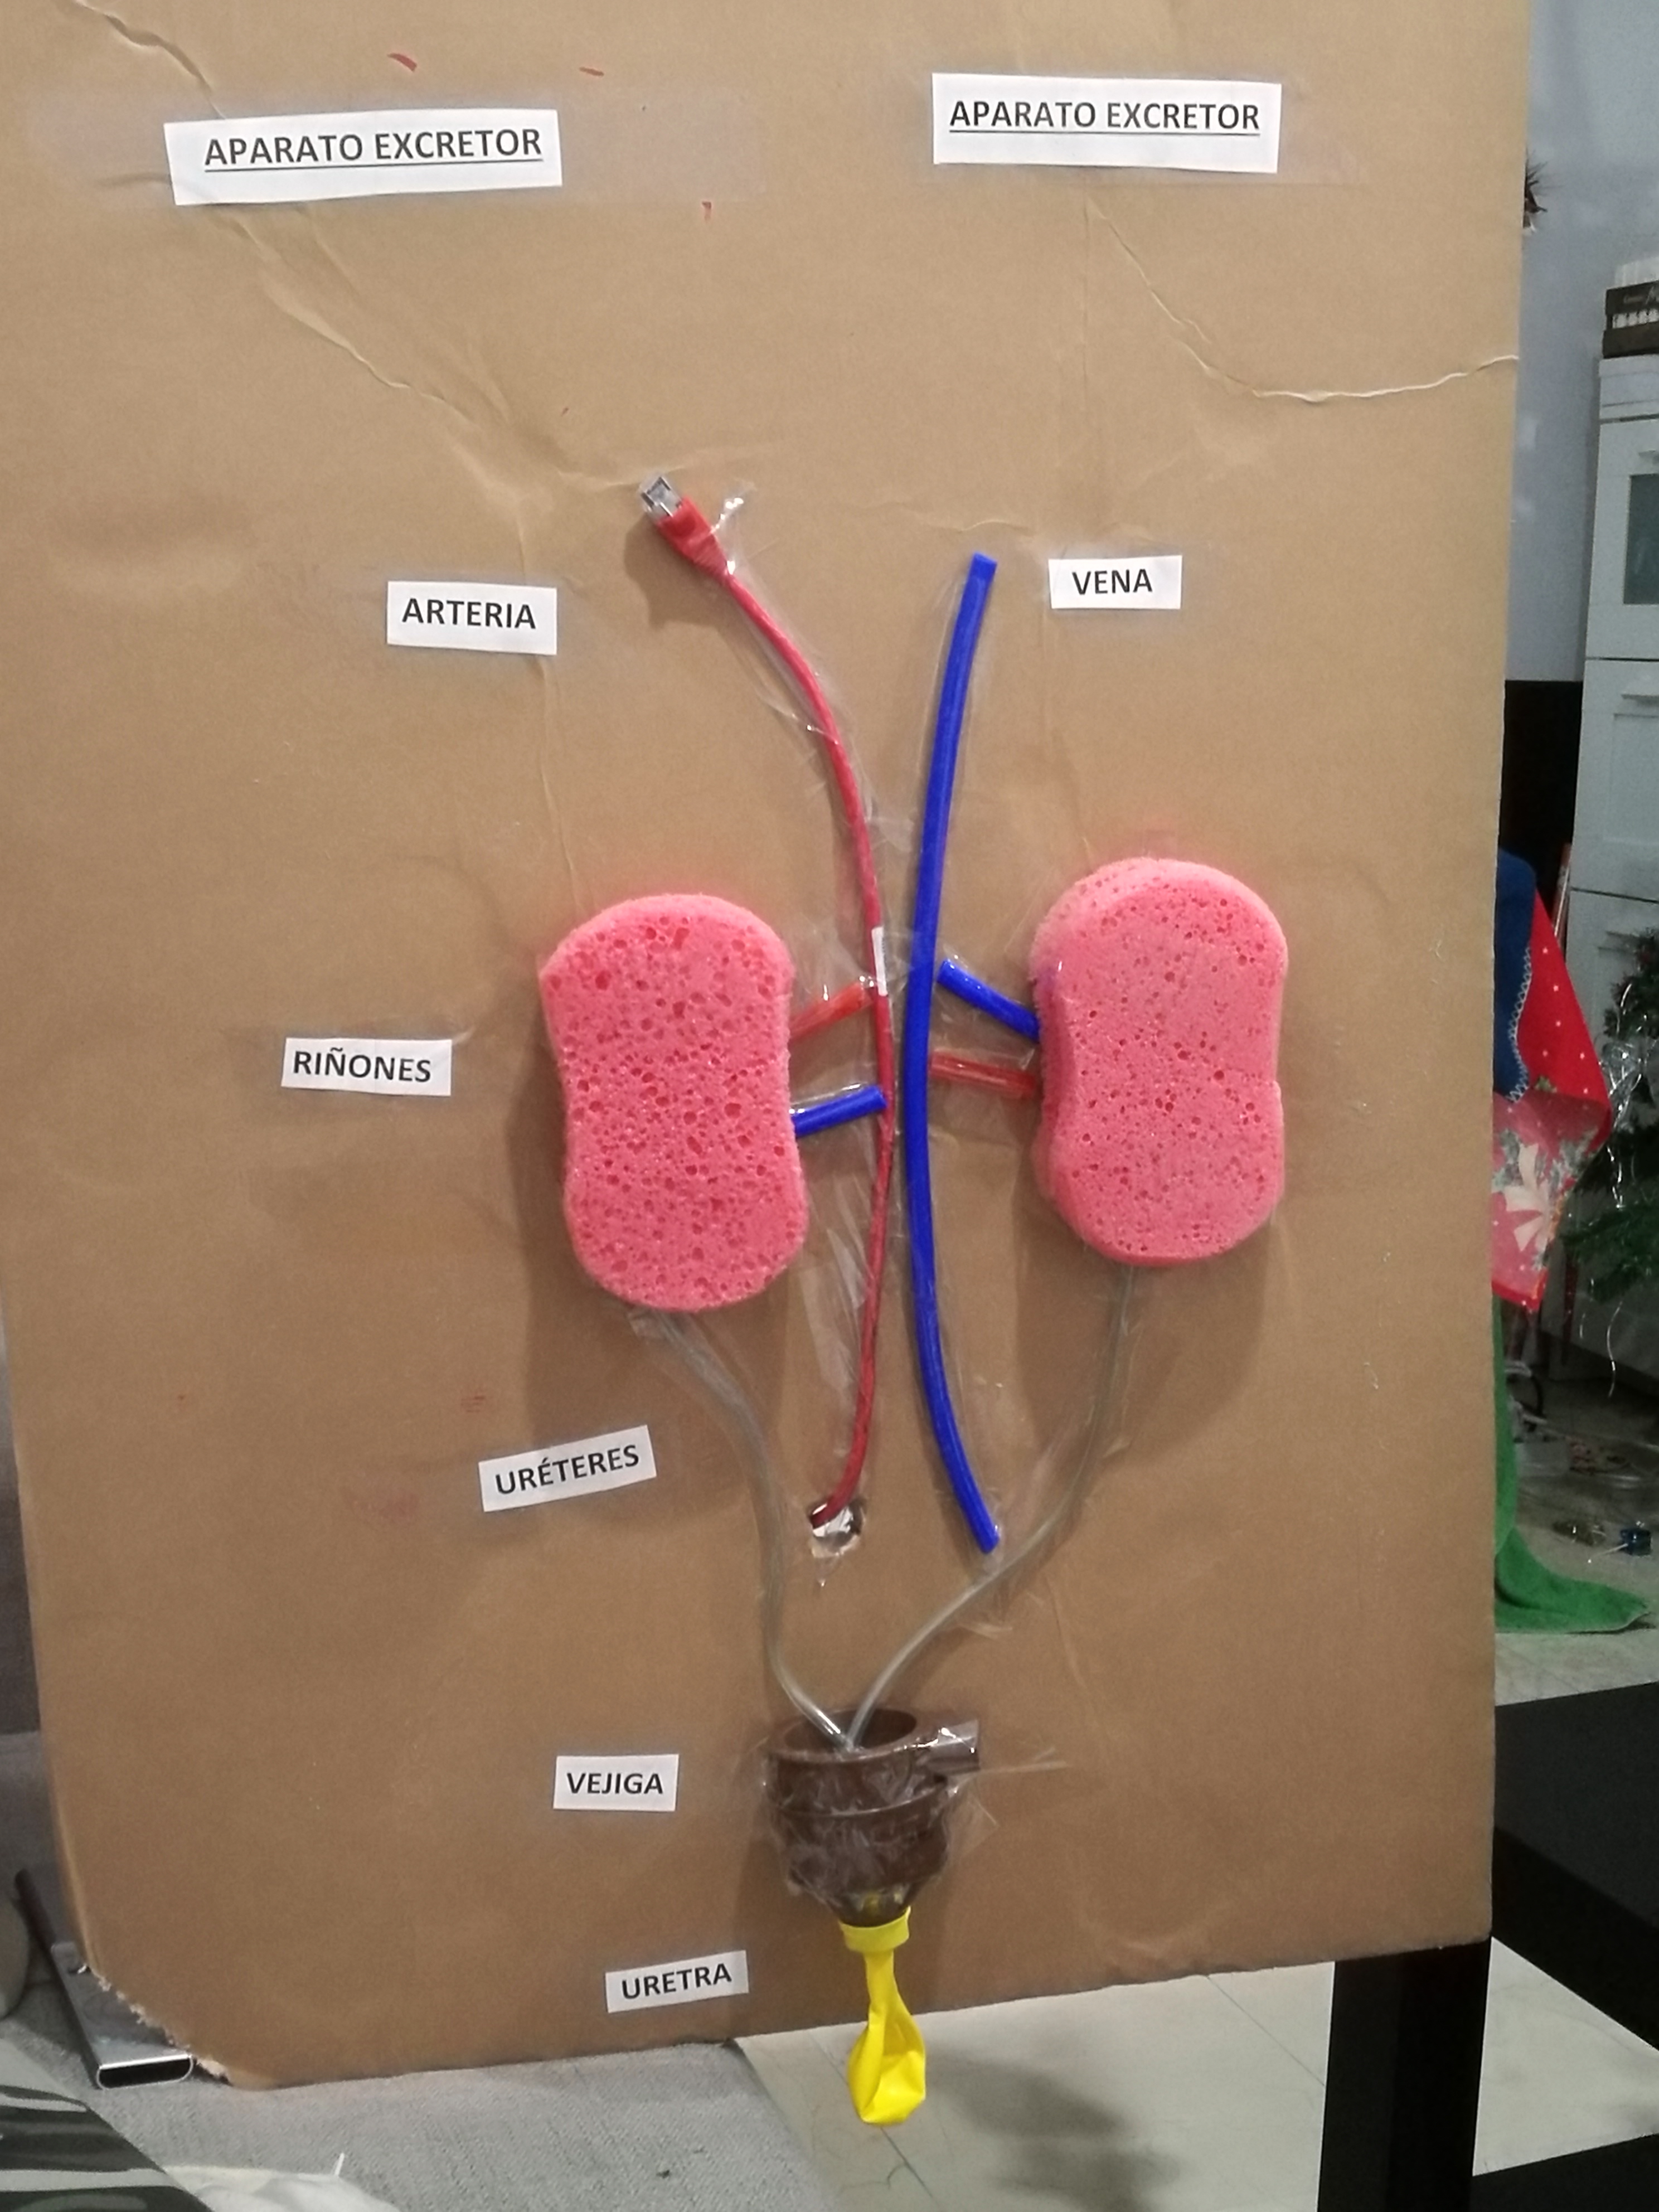 APARATO EXCRETOR
APARATO EXCRETOR
ARTERIA
VENA
RIÑONES
URÉTERES
VEJIGA
URETRA